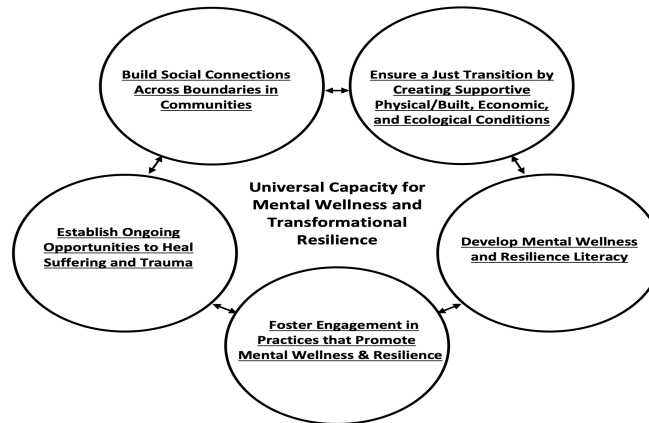 Build Social Connections
Across Boundaries in
Communities
Ensure a Just Transition by
Creating Supportive
Physical/Built, Economic,
and Ecological Conditions
Universal Capacity for
Mental Wellness and
Transformational
Resilience
Establish Ongoing
Opportunities to Heal
Suffering and Trauma
Develop Mental Wellness
and Resilience Literacy
Foster Engagement in
Practices that Promote
Mental Wellness & Resilience